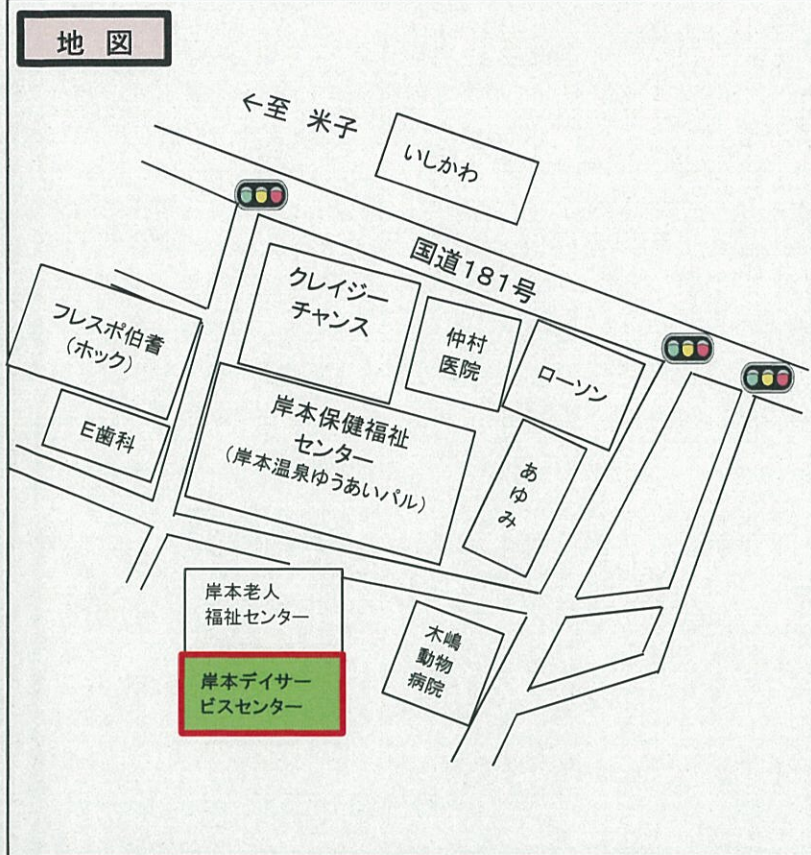 地 図
←至 米子
いしかわ
国道181号
クレイジー
チャンス
仲村
医院
ローソン
フレスポ伯耆
(ホック)
E歯科
岸本保健福祉
センター
(岸本温泉ゆうあいパル)
あゆみ
岸本老人
福祉センター
岸本デイサー
ビスセンター
木嶋
動物
病院